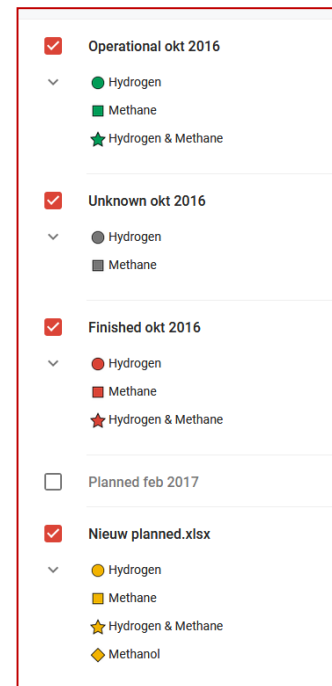 Operational okt 2016
Hydrogen
Methane
Hydrogen & Methane
Unknown okt 2016
Hydrogen
Methane
Finished okt 2016
Hydrogen
Methane
Hydrogen & Methane
Planned feb 2017
Nieuw planned.xlsx
Hydrogen
Methane
Hydrogen & Methane
Methanol